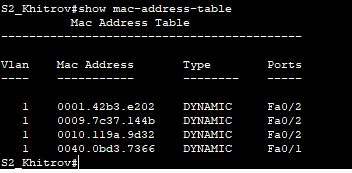 S2_Khitrov#show mac-address-table
          Mac Address Table
-------------------------------------------
Vlan    Mac Address       Type        Ports
----    -----------       --------    -----
   1    0001.42b3.e202    DYNAMIC     Fa0/2
   1    0009.7c37.144b    DYNAMIC     Fa0/2
   1    0010.119a.9d32    DYNAMIC     Fa0/2
   1    0040.0bd3.7366    DYNAMIC     Fa0/1
S2_Khitrov#